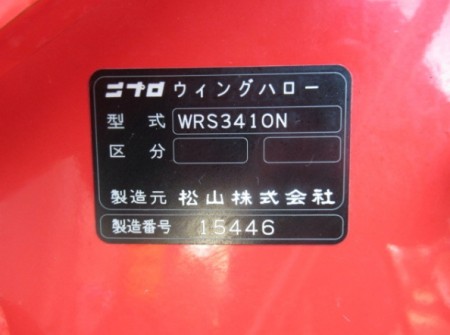 ニプロ ウィングハロー
型式 WRS3410N
区分
製造元 松山株式会社
製造番号 15446